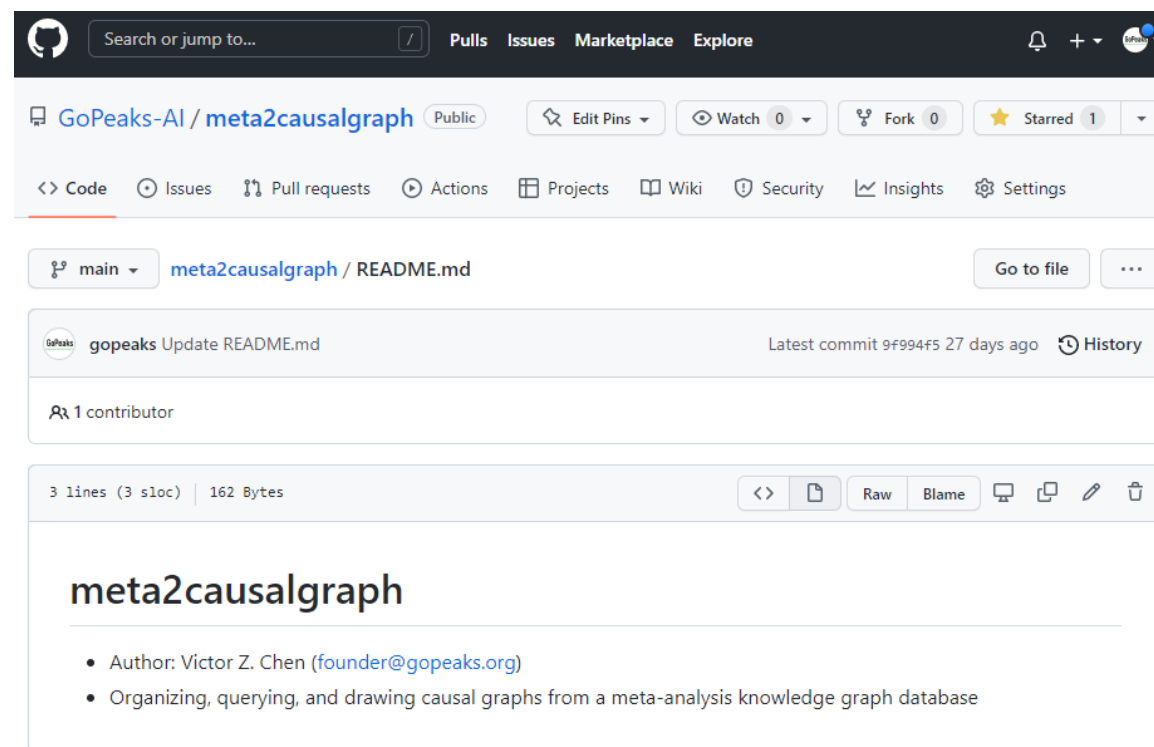 Search or jump to... / Pulls Issues Marketplace Explore
GoPeaks-AI / meta2causalgraph Public Edit Pins Watch 0 Fork 0 Starred 1
<> Code Issues Pull requests Actions Projects Wiki Security Insights Settings
main meta2causalgraph / README.md Go to file ...
GoPeaks gopeaks Update README.md Latest commit 9f994f5 27 days ago History
1 contributor
3 lines (3 sloc) 162 Bytes <> Raw Blame
meta2causalgraph
• Author: Victor Z. Chen (founder@gopeaks.org)
• Organizing, querying, and drawing causal graphs from a meta-analysis knowledge graph database